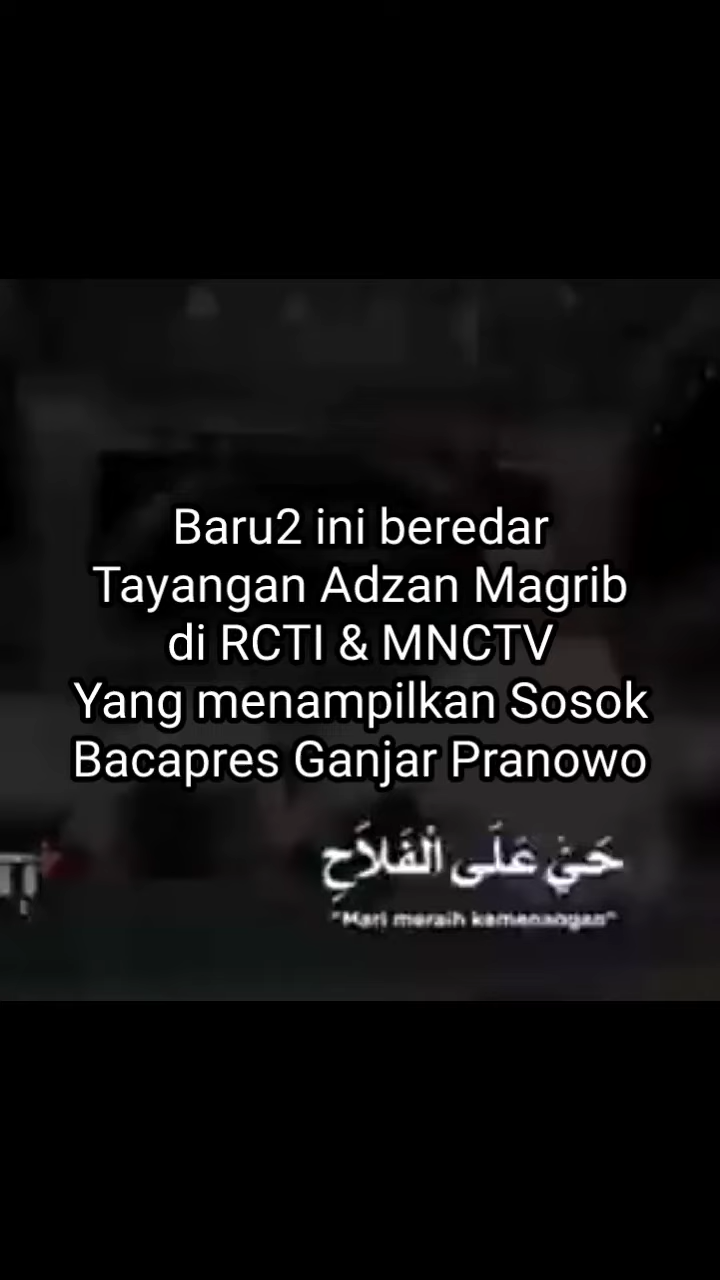 Baru2 ini beredar
Tayangan Adzan Magrib
di RCTI & MNCTV
Yang menampilkan Sosok
Bacapres Ganjar Pranowo
حَيَّ عَلَى الْفَلاَحِ
"Mari meraih kemenangan"